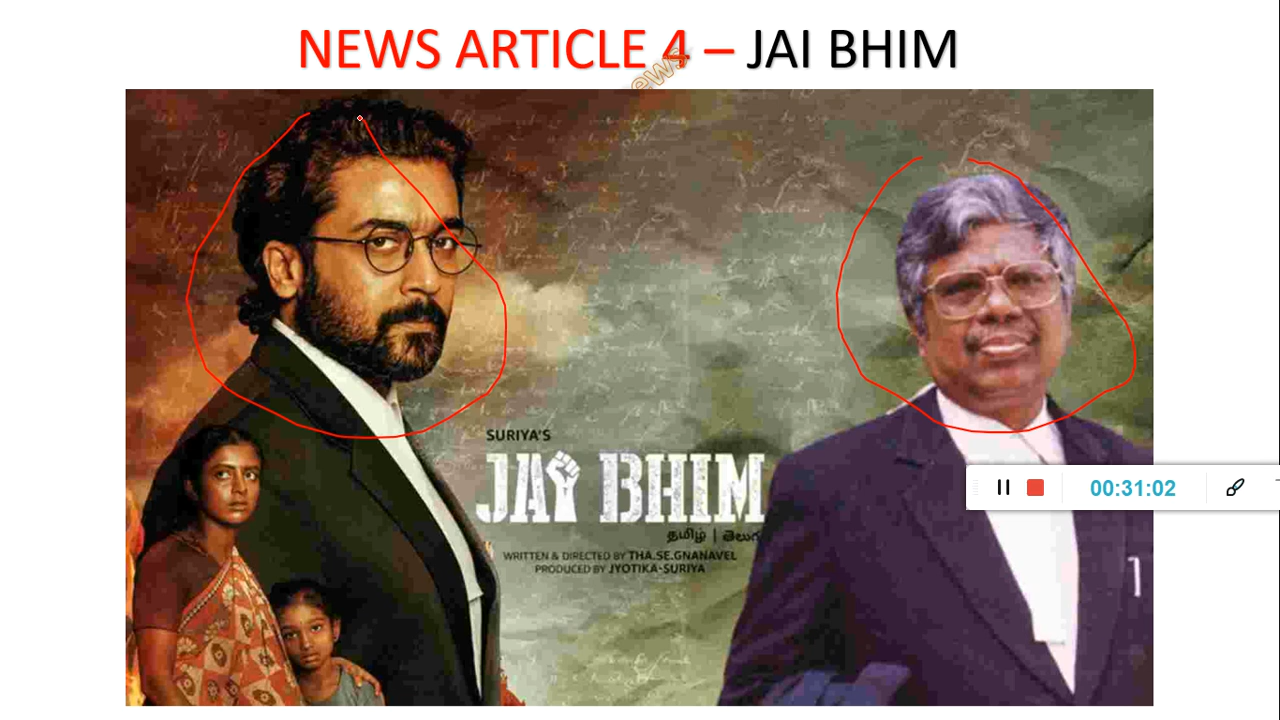 NEWS ARTICLE 4 – JAI BHIM
ews
SURIYA'S
JAI BHIM
தமிழ் | తెలుగు
WRITTEN & DIRECTED BY THA.SE.GNANAVEL
PRODUCED BY JYOTIKA-SURIYA
00:31:02